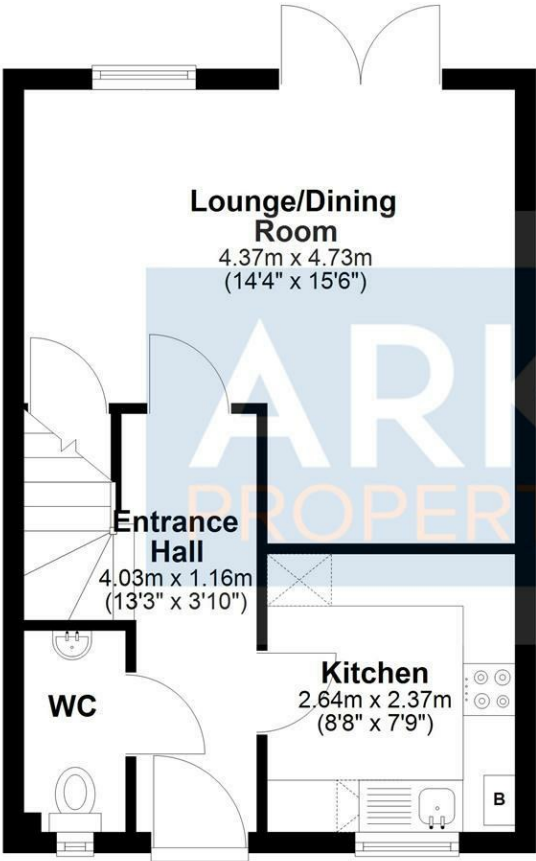 Lounge/Dining
Room
4.37m x 4.73m
(14'4" x 15'6")
ARK
PROPERT
Entrance
Hall
4.03m x 1.16m
(13'3" x 3'10")
Kitchen
2.64m x 2.37m
(8'8" x 7'9")
WC
B